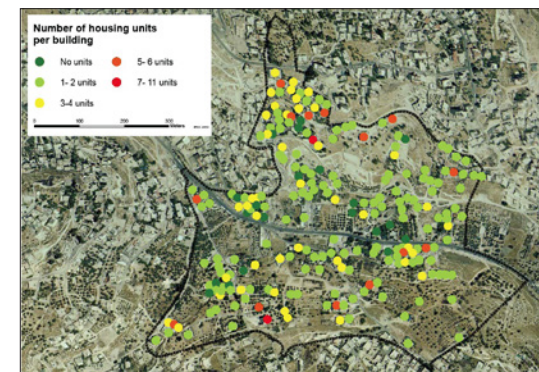 Number of housing units
per building
No units
5- 6 units
1- 2 units
7- 11 units
3-4 units
0
100
200
300
Meters